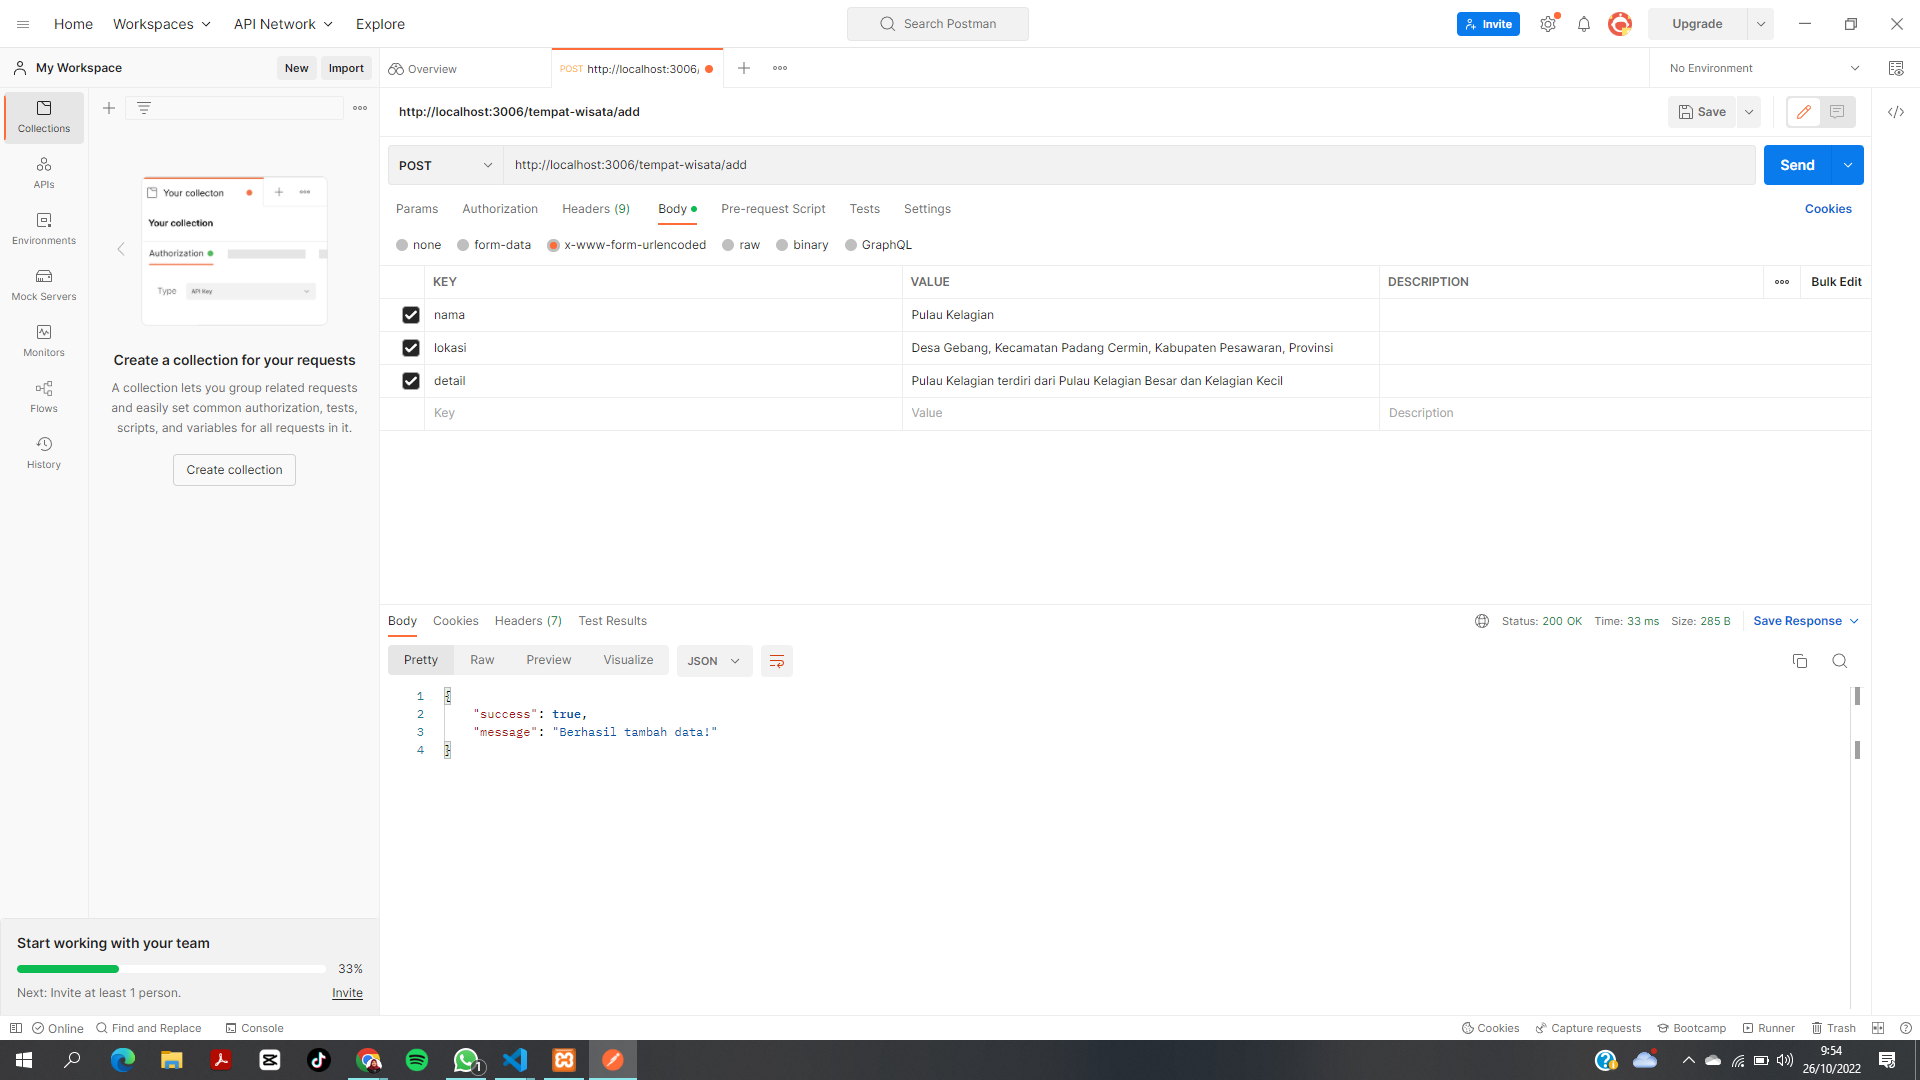 Home Workspaces API Network Explore
Search Postman
Invite
Upgrade
My Workspace
New Import
Overview
POST http://localhost:3006/
No Environment
Collections
APIs
Environments
Mock Servers
Monitors
Flows
History
Your collecton
Your collection
Authorization
Type API Key
Create a collection for your requests
A collection lets you group related requests
and easily set common authorization, tests,
scripts, and variables for all requests in it.
Create collection
http://localhost:3006/tempat-wisata/add
Save
POST http://localhost:3006/tempat-wisata/add
Send
Params Authorization Headers (9) Body Pre-request Script Tests Settings
Cookies
none form-data x-www-form-urlencoded raw binary GraphQL
KEY VALUE DESCRIPTION Bulk Edit
nama Pulau Kelagian
lokasi Desa Gebang, Kecamatan Padang Cermin, Kabupaten Pesawaran, Provinsi
detail Pulau Kelagian terdiri dari Pulau Kelagian Besar dan Kelagian Kecil
Key Value Description
Body Cookies Headers (7) Test Results
Status: 200 OK Time: 33 ms Size: 285 B Save Response
Pretty Raw Preview Visualize JSON
1 {
2 "success": true,
3 "message": "Berhasil tambah data!"
4 }
Start working with your team
33%
Next: Invite at least 1 person. Invite
Online Find and Replace Console
Cookies Capture requests Bootcamp Runner Trash
1
9:54
26/10/2022